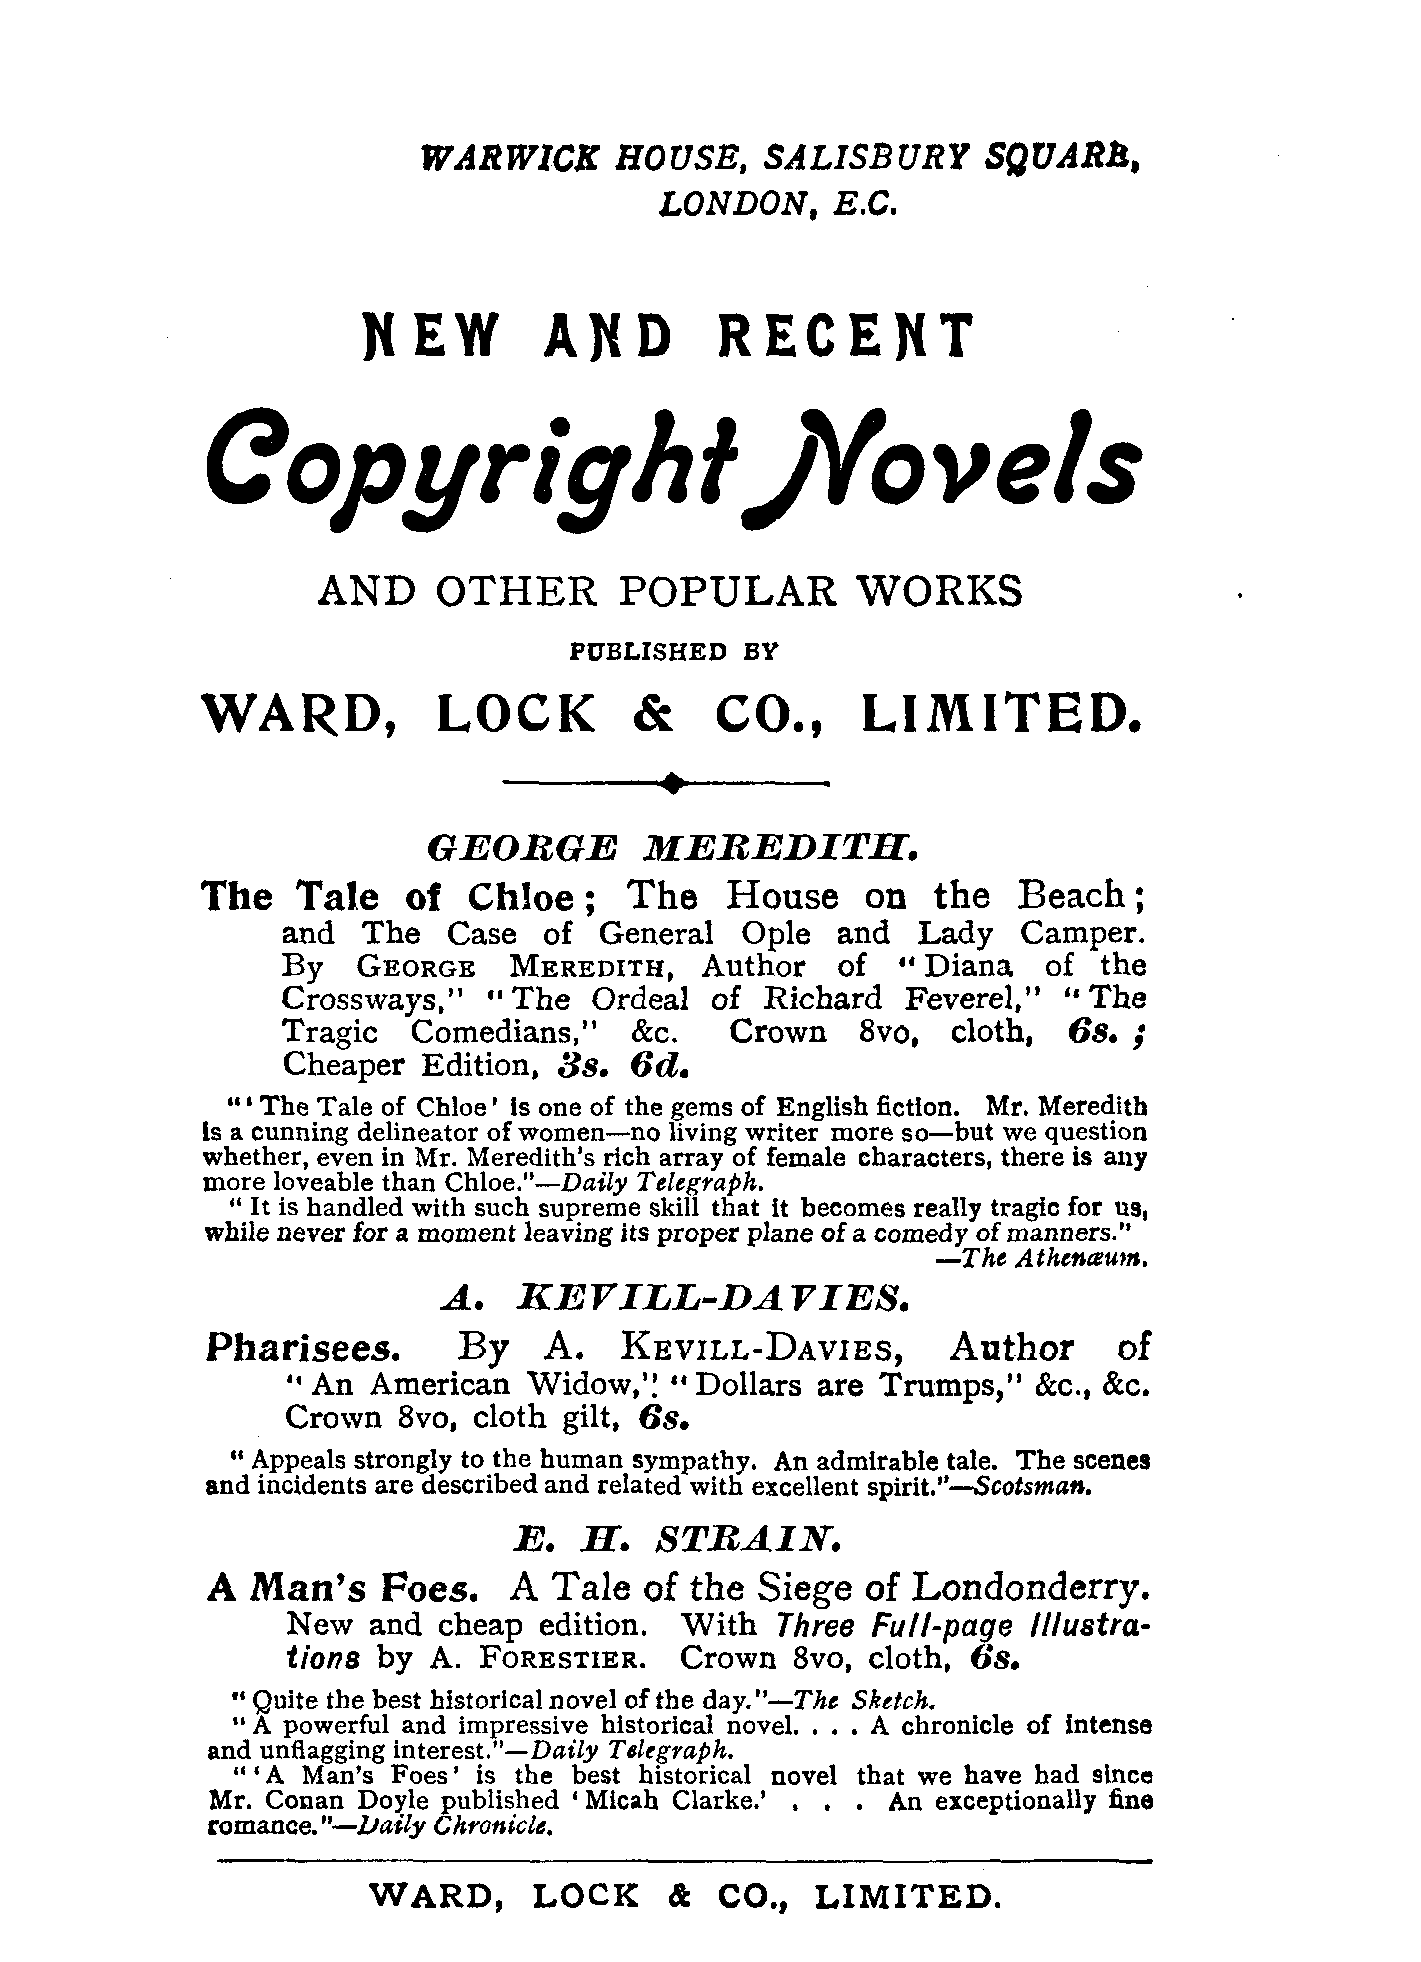 WARWICK HOUSE, SALISBURY SQUARE,
LONDON, E.C.
NEW AND RECENT
Copyright Novels
AND OTHER POPULAR WORKS
PUBLISHED BY
WARD, LOCK & CO., LIMITED.
GEORGE MEREDITH.
The Tale of Chloe; The House on the Beach;
and The Case of General Ople and Lady Camper.
By GEORGE MEREDITH, Author of "Diana of the
Crossways," "The Ordeal of Richard Feverel," "The
Tragic Comedians," &c. Crown 8vo, cloth, 6s. ;
Cheaper Edition, 3s. 6d.
"'The Tale of Chloe' is one of the gems of English fiction. Mr. Meredith
is a cunning delineator of women—no living writer more so—but we question
whether, even in Mr. Meredith's rich array of female characters, there is any
more loveable than Chloe."—Daily Telegraph.
"It is handled with such supreme skill that it becomes really tragic for us,
while never for a moment leaving its proper plane of a comedy of manners."
—The Athenæum.
A. KEVILL-DAVIES.
Pharisees. By A. KEVILL-DAVIES, Author of
"An American Widow," "Dollars are Trumps," &c., &c.
Crown 8vo, cloth gilt, 6s.
"Appeals strongly to the human sympathy. An admirable tale. The scenes
and incidents are described and related with excellent spirit."—Scotsman.
E. H. STRAIN.
A Man's Foes. A Tale of the Siege of Londonderry.
New and cheap edition. With Three Full-page Illustra-
tions by A. FORESTIER. Crown 8vo, cloth, 6s.
"Quite the best historical novel of the day."—The Sketch.
"A powerful and impressive historical novel. . . . A chronicle of intense
and unflagging interest."—Daily Telegraph.
"'A Man's Foes' is the best historical novel that we have had since
Mr. Conan Doyle published 'Micah Clarke.' . . . An exceptionally fine
romance."—Daily Chronicle.
WARD, LOCK & CO., LIMITED.